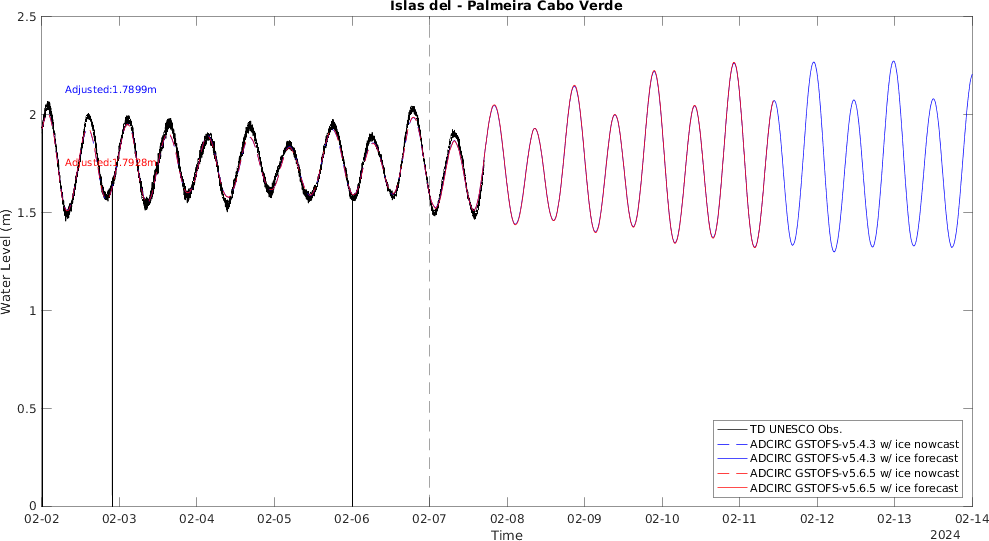 Islas del - Palmeira Cabo Verde
2.5
2
1.5
1
0.5
0
Water Level (m)
Adjusted:1.7899m
Adjusted:1.7928m
TD UNESCO Obs.
ADCIRC GSTOFS-v5.4.3 w/ ice nowcast
ADCIRC GSTOFS-v5.4.3 w/ ice forecast
ADCIRC GSTOFS-v5.6.5 w/ ice nowcast
ADCIRC GSTOFS-v5.6.5 w/ ice forecast
02-02 02-03 02-04 02-05 02-06 02-07 02-08 02-09 02-10 02-11 02-12 02-13 02-14
Time
2024